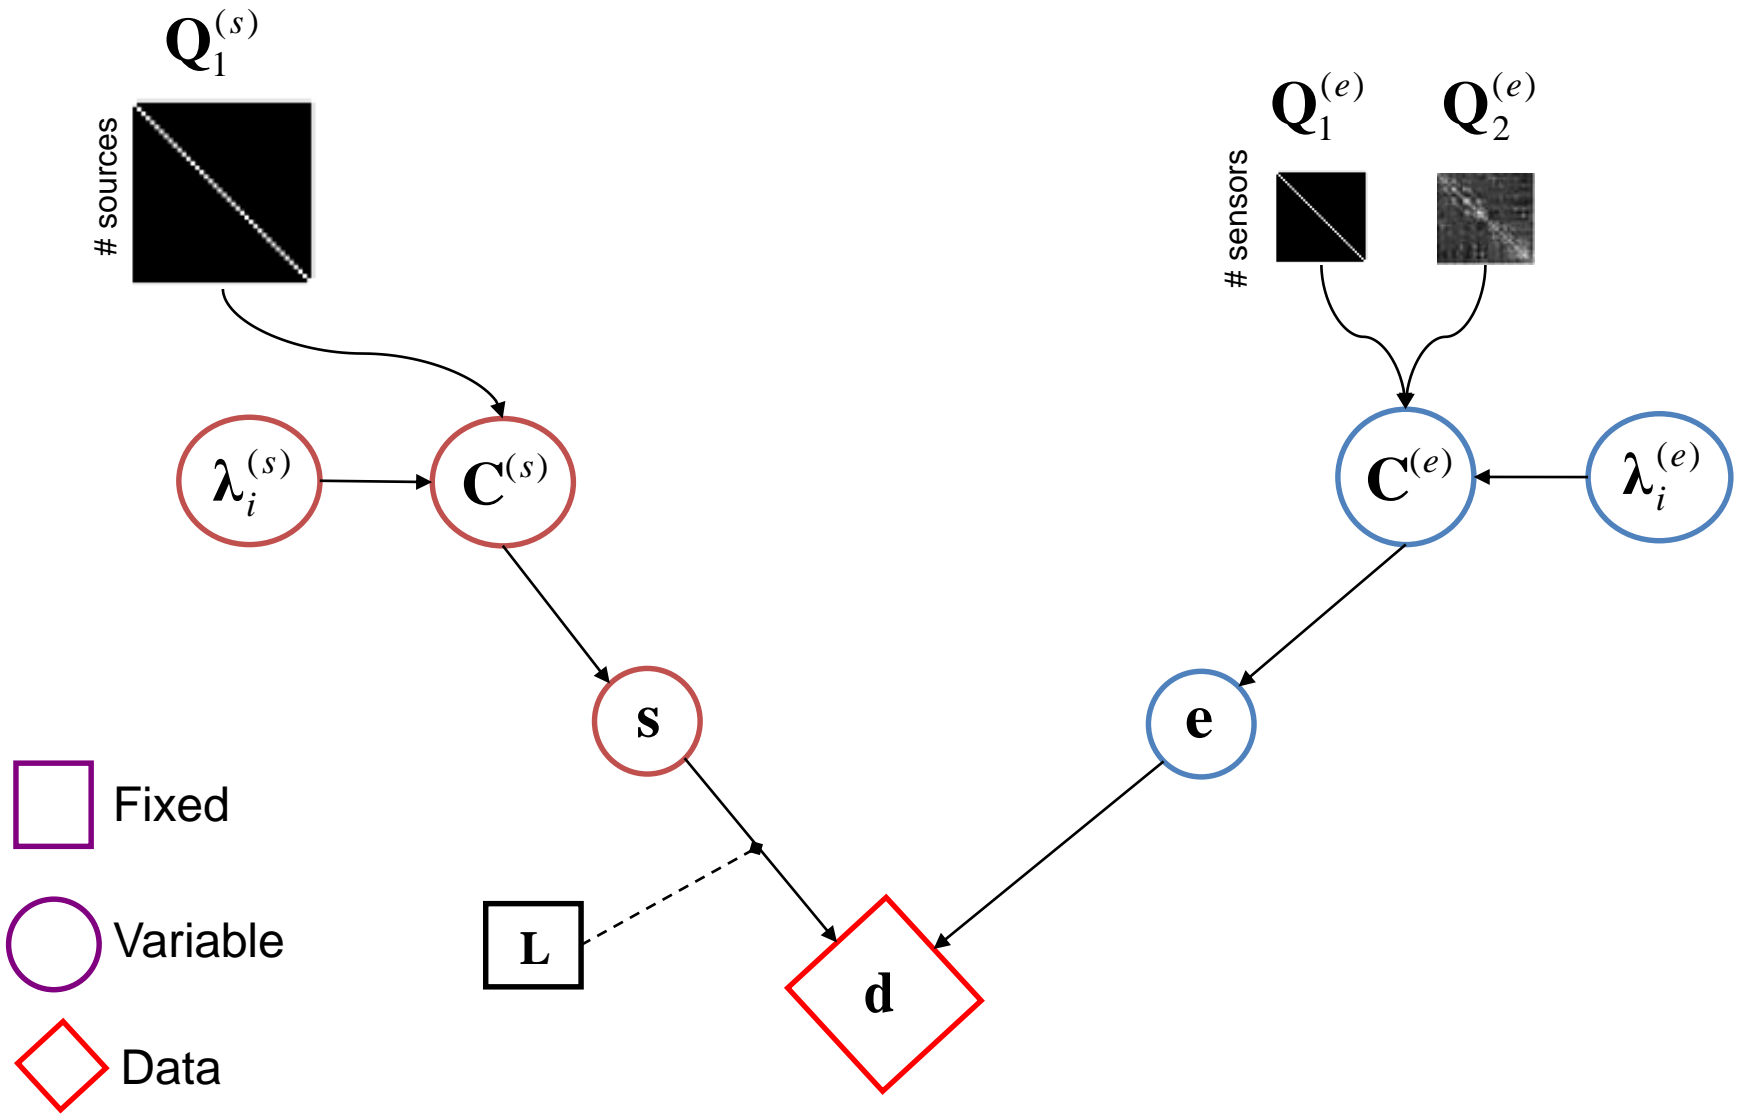 Q₁⁽ˢ⁾
# sources
Q₁⁽ᵉ⁾ Q₂⁽ᵉ⁾
# sensors
λᵢ⁽ˢ⁾ C⁽ˢ⁾ C⁽ᵉ⁾ λᵢ⁽ᵉ⁾
s e
Fixed
Variable
L
d
Data